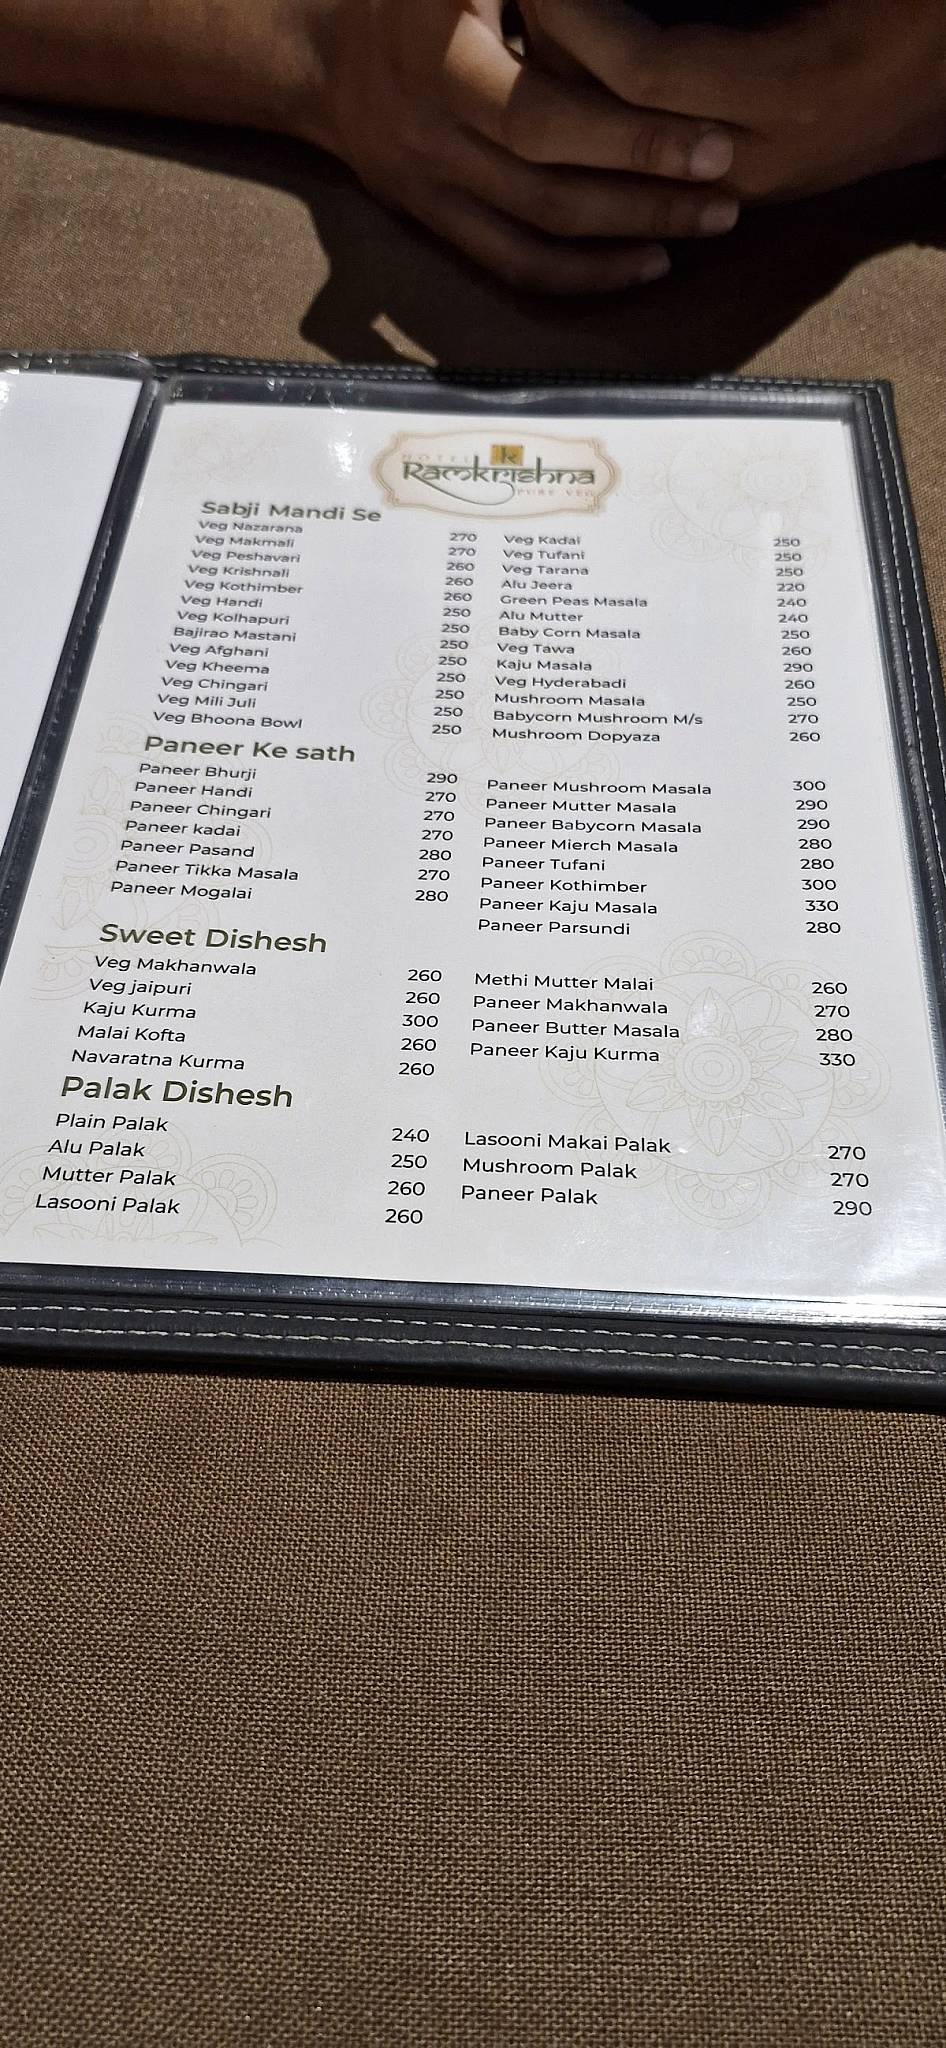 HOTEL
k
Ramkrishna
PURE VEG
Sabji Mandi Se
Veg Nazarana 270
Veg Makmali 270
Veg Peshavari 260
Veg Krishnali 260
Veg Kothimber 260
Veg Handi 250
Veg Kolhapuri 250
Bajirao Mastani 250
Veg Afghani 250
Veg Kheema 250
Veg Chingari 250
Veg Mili Juli 250
Veg Bhoona Bowl 250
Veg Kadai 250
Veg Tufani 250
Veg Tarana 250
Alu Jeera 220
Green Peas Masala 240
Alu Mutter 240
Baby Corn Masala 250
Veg Tawa 260
Kaju Masala 290
Veg Hyderabadi 260
Mushroom Masala 250
Babycorn Mushroom M/s 270
Mushroom Dopyaza 260
Paneer Ke sath
Paneer Bhurji 290
Paneer Handi 270
Paneer Chingari 270
Paneer kadai 270
Paneer Pasand 280
Paneer Tikka Masala 270
Paneer Mogalai 280
Paneer Mushroom Masala 300
Paneer Mutter Masala 290
Paneer Babycorn Masala 290
Paneer Mierch Masala 280
Paneer Tufani 280
Paneer Kothimber 300
Paneer Kaju Masala 330
Paneer Parsundi 280
Sweet Dishesh
Veg Makhanwala 260
Veg jaipuri 260
Kaju Kurma 300
Malai Kofta 260
Navaratna Kurma 260
Methi Mutter Malai 260
Paneer Makhanwala 270
Paneer Butter Masala 280
Paneer Kaju Kurma 330
Palak Dishesh
Plain Palak 240
Alu Palak 250
Mutter Palak 260
Lasooni Palak 260
Lasooni Makai Palak 270
Mushroom Palak 270
Paneer Palak 290